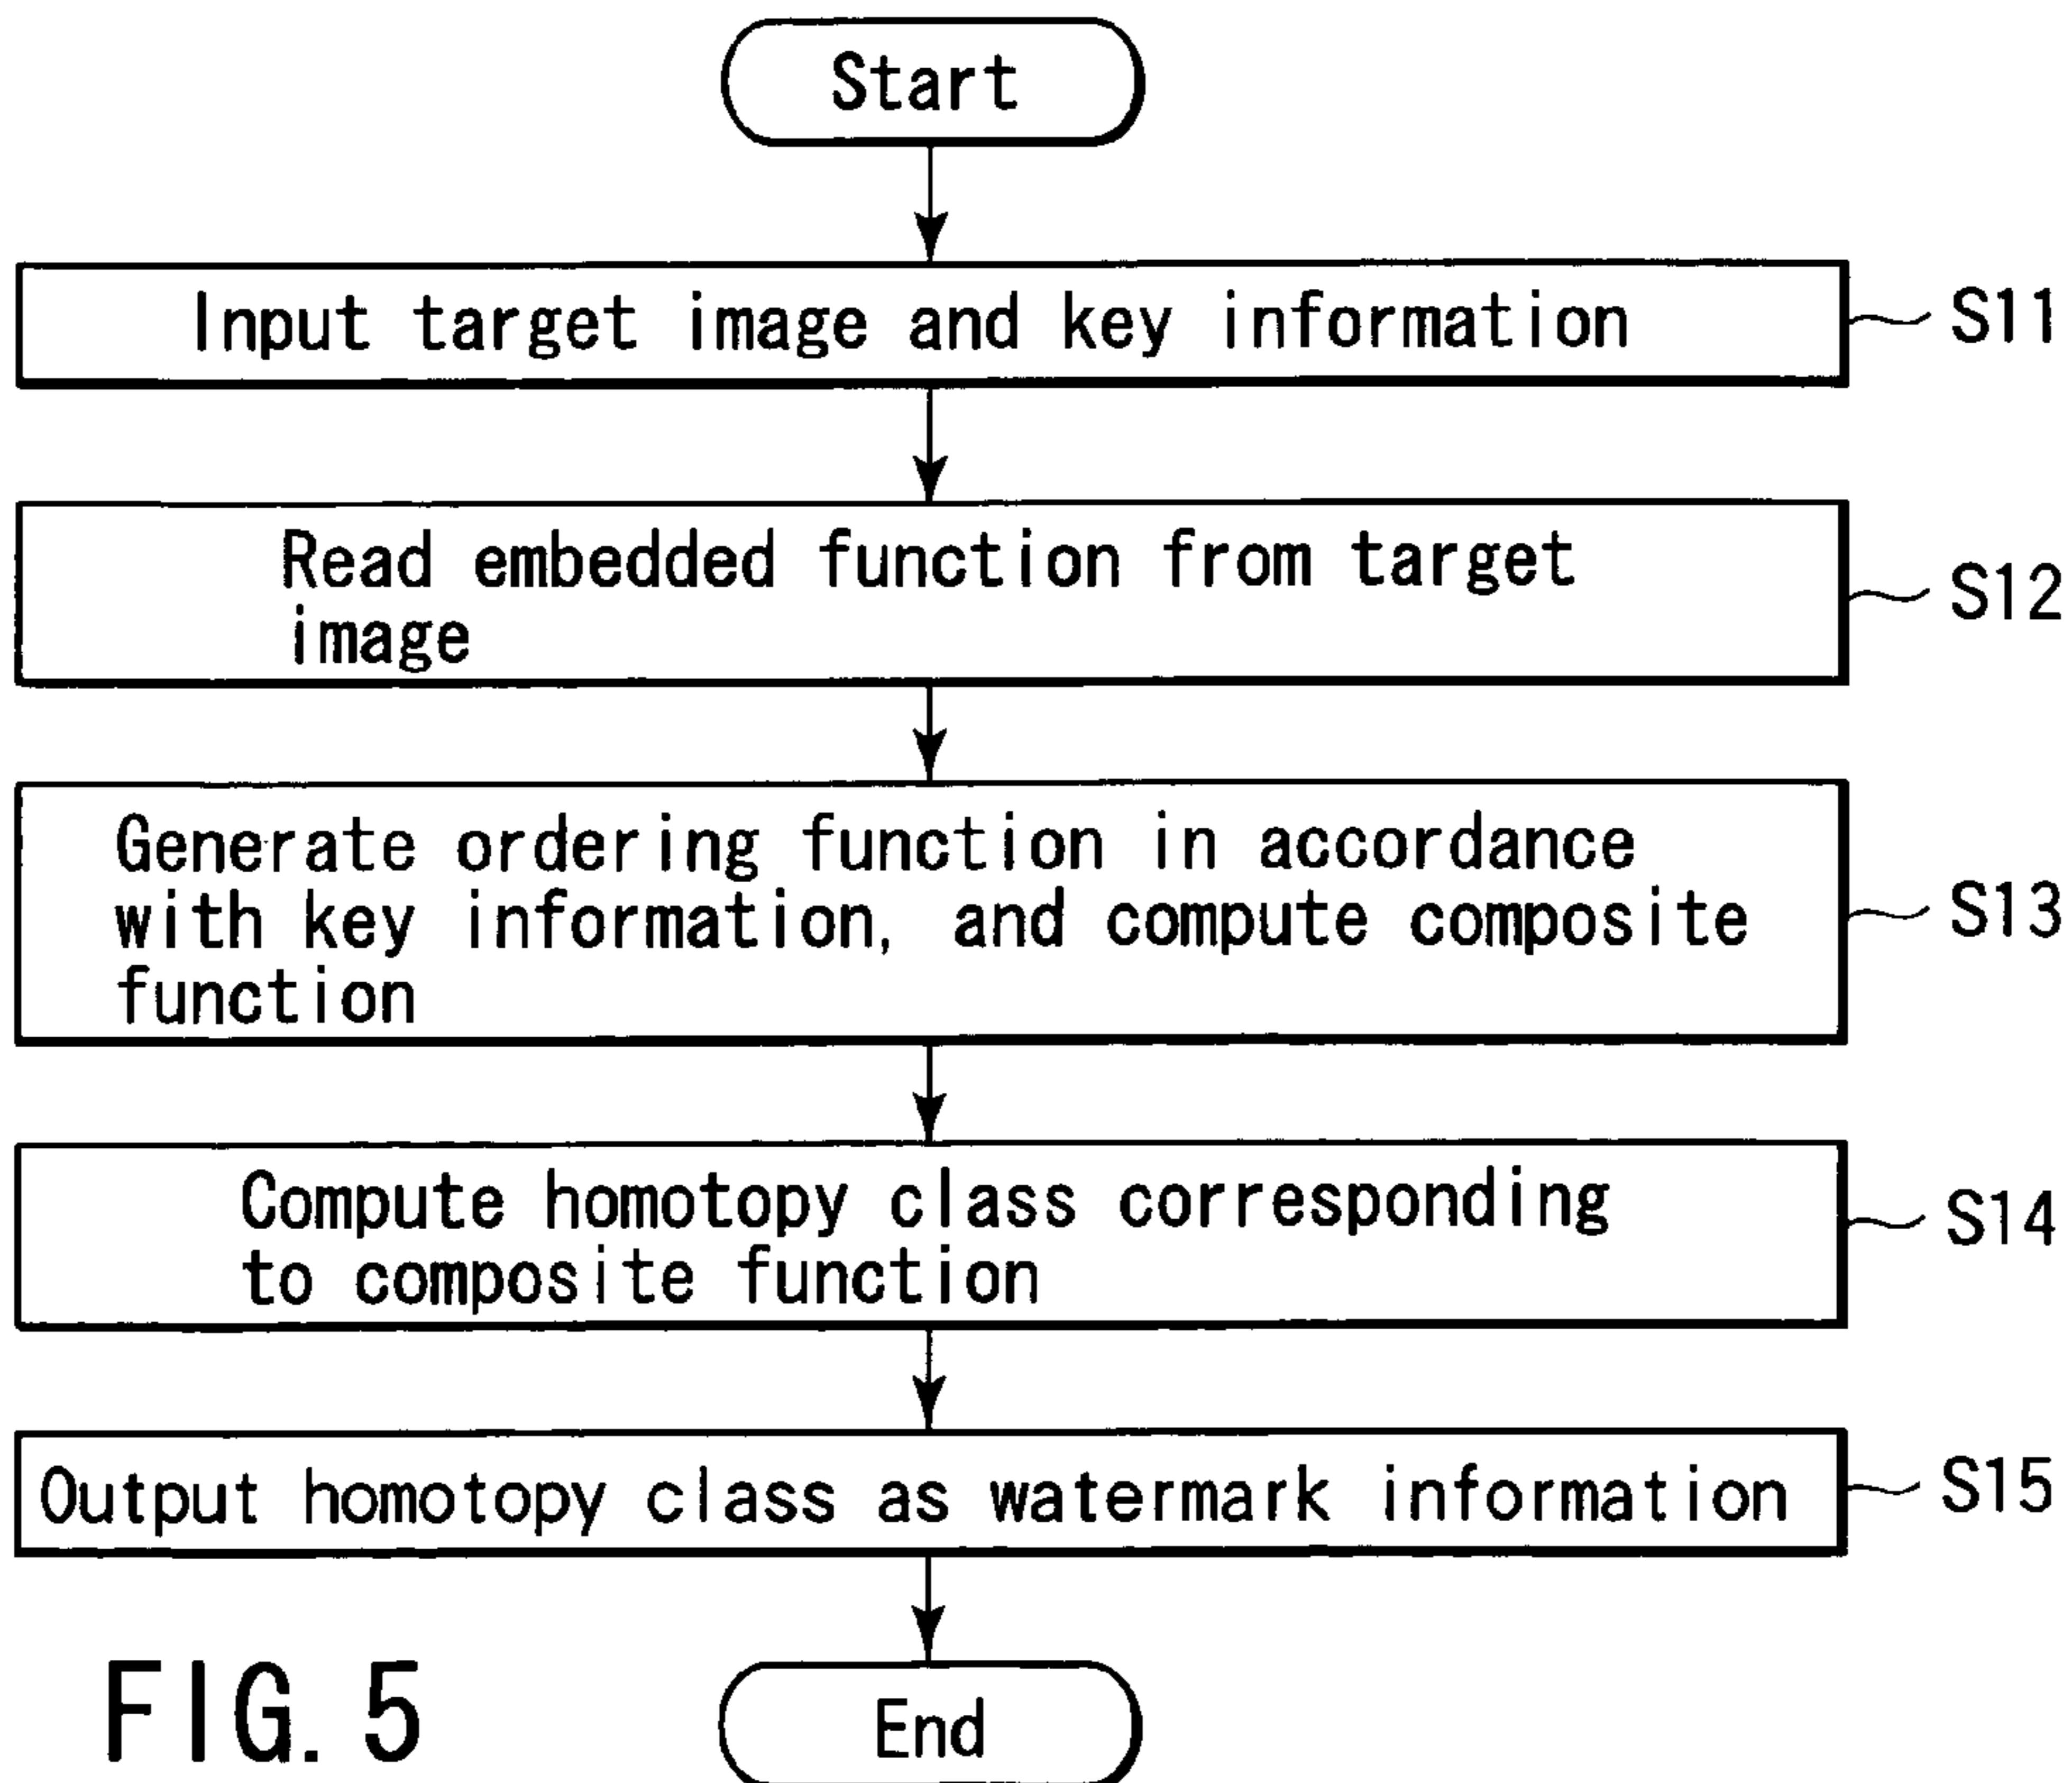 Start
Input target image and key information
S11
Read embedded function from target
image
S12
Generate ordering function in accordance
with key information, and compute composite
function
S13
Compute homotopy class corresponding
to composite function
S14
Output homotopy class as watermark information
S15
End
FIG. 5